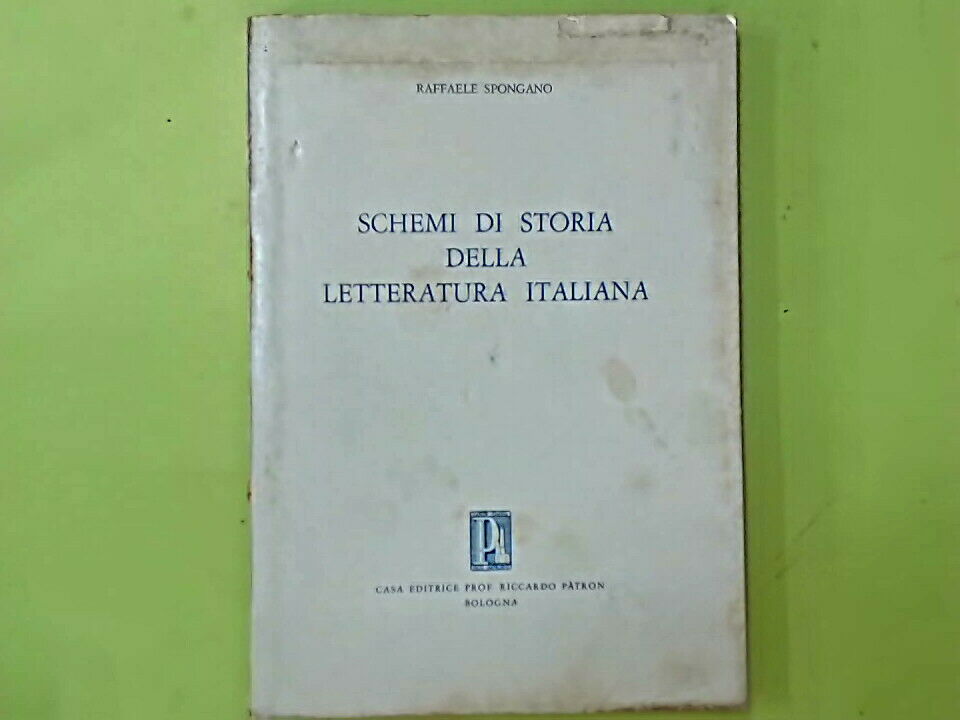 RAFFAELE SPONGANO
SCHEMI DI STORIA
DELLA
LETTERATURA ITALIANA
CASA EDITRICE PROF. RICCARDO PÀTRON
BOLOGNA